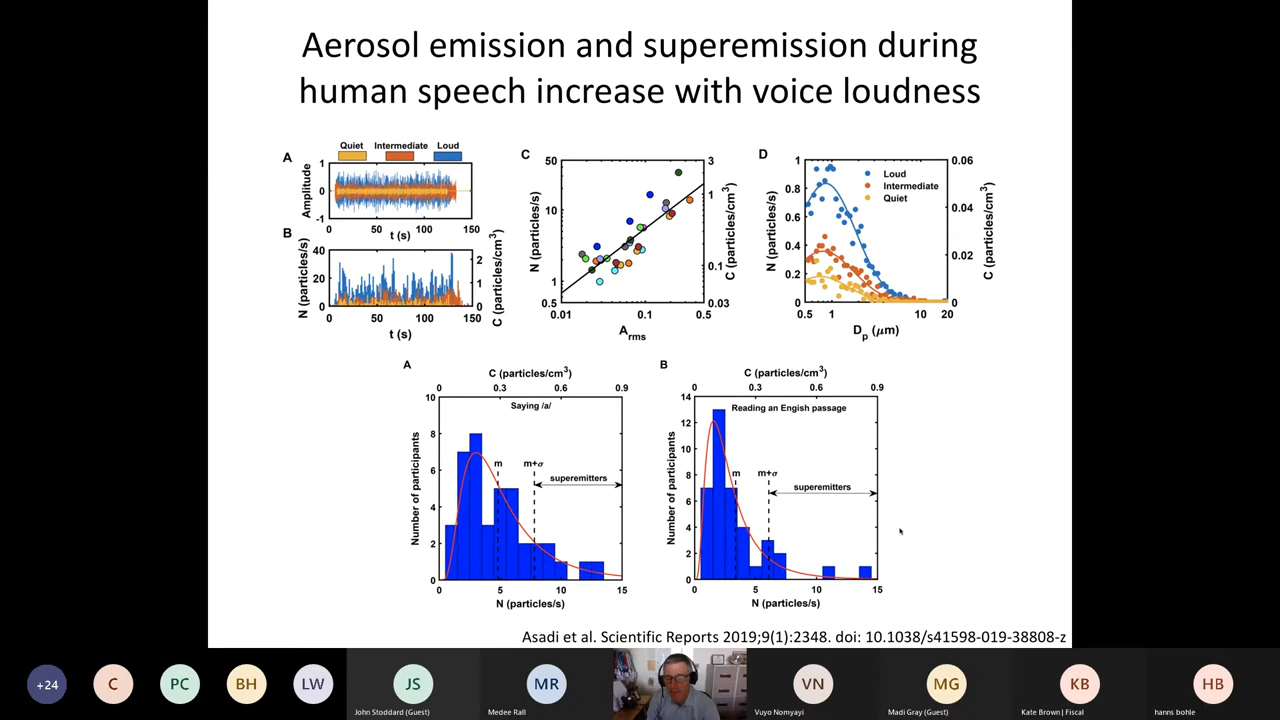 Aerosol emission and superemission during
human speech increase with voice loudness
A
Quiet Intermediate Loud
Amplitude
1
0
-1
0 50 100 150
t (s)
B
N (particles/s)
40
20
0
2
1
0
C (particles/cm3)
0 50 100 150
t (s)
C
N (particles/s)
50
10
1
0.5
3
1
0.1
0.03
C (particles/cm3)
0.01 0.1 0.5
Arms
D
N (particles/s)
1
0.8
0.6
0.4
0.2
0
Loud
Intermediate
Quiet
0.06
0.04
0.02
0
C (particles/cm3)
0.5 1 10 20
Dp (μm)
A
C (particles/cm3)
0 0.3 0.6 0.9
Saying /a/
Number of participants
10
8
6
4
2
0
m m+σ
superemitters
0 5 10 15
N (particles/s)
B
C (particles/cm3)
0 0.3 0.6 0.9
Reading an Engish passage
Number of participants
14
12
10
8
6
4
2
0
m m+σ
superemitters
0 5 10 15
N (particles/s)
Asadi et al. Scientific Reports 2019;9(1):2348. doi: 10.1038/s41598-019-38808-z
+24 C PC BH LW JS MR VN MG KB HB
John Stoddard (Guest) Medee Rall Vuyo Nomyayi Madi Gray (Guest) Kate Brown | Fiscal hanns bohle